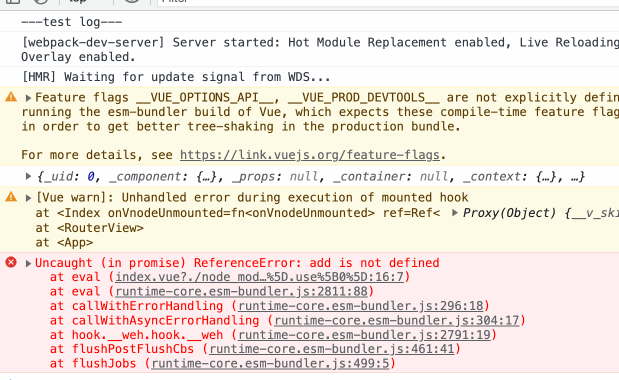 ---test log---
[webpack-dev-server] Server started: Hot Module Replacement enabled, Live Reloading
Overlay enabled.
[HMR] Waiting for update signal from WDS...
Feature flags __VUE_OPTIONS_API__, __VUE_PROD_DEVTOOLS__ are not explicitly defin
running the esm-bundler build of Vue, which expects these compile-time feature flag
in order to get better tree-shaking in the production bundle.
For more details, see https://link.vuejs.org/feature-flags.
{_uid: 0, _component: {…}, _props: null, _container: null, _context: {…}, …}
[Vue warn]: Unhandled error during execution of mounted hook
at <Index onVnodeUnmounted=fn<onVnodeUnmounted> ref=Ref< Proxy(Object) {__v_ski
at <RouterView>
at <App>
Uncaught (in promise) ReferenceError: add is not defined
at eval (index.vue?./node_mod…%5D.use%5B0%5D:16:7)
at eval (runtime-core.esm-bundler.js:2811:88)
at callWithErrorHandling (runtime-core.esm-bundler.js:296:18)
at callWithAsyncErrorHandling (runtime-core.esm-bundler.js:304:17)
at hook.__weh.hook.__weh (runtime-core.esm-bundler.js:2791:19)
at flushPostFlushCbs (runtime-core.esm-bundler.js:461:41)
at flushJobs (runtime-core.esm-bundler.js:499:5)